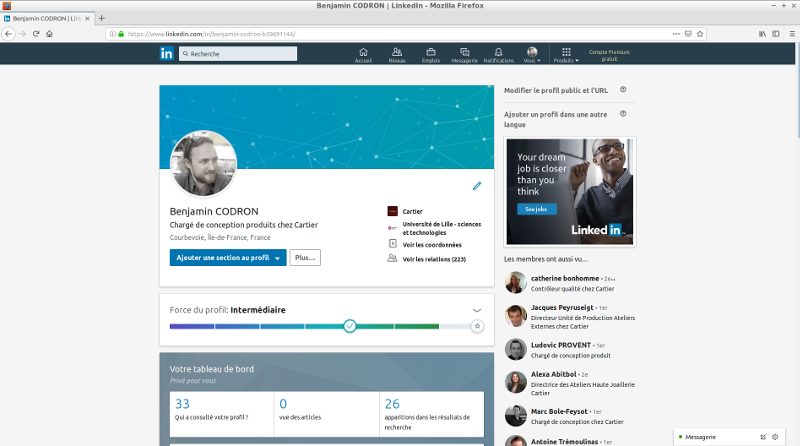 Benjamin CODRON | LinkedIn - Mozilla Firefox
Benjamin CODRON | Link
https://www.linkedin.com/in/benjamin-codron-b59691144/
in
Recherche
Accueil
Réseau
Emplois
Messagerie
Notifications
Vous
Produits
Compte Premium
gratuit
Benjamin CODRON
Chargé de conception produits chez Cartier
Courbevoie, Île-de-France, France
Ajouter une section au profil
Plus...
Cartier
Université de Lille - sciences
et technologies
Voir les coordonnées
Voir les relations (223)
Force du profil: Intermédiaire
Votre tableau de bord
Privé pour vous
33
Qui a consulté votre profil ?
0
vue des articles
26
apparitions dans les résultats de
recherche
Modifier le profil public et l'URL
Ajouter un profil dans une autre
langue
Your dream
job is closer
than you
think
See jobs
Linked in
Les membres ont aussi vu...
catherine bonhomme • 2e
Contrôleur qualité chez Cartier
Jacques Peyruseigt • 1er
Directeur Unité de Production Ateliers
Externes chez Cartier
Ludovic PROVENT • 1er
Chargé de conception produit
Alexa Abitbol • 2e
Directrice des Ateliers Haute Joaillerie
Cartier
Marc Bole-Feysot • 1er
Chargé de conception chez Cartier
Antoine Trémoulinas • 1er
Messagerie